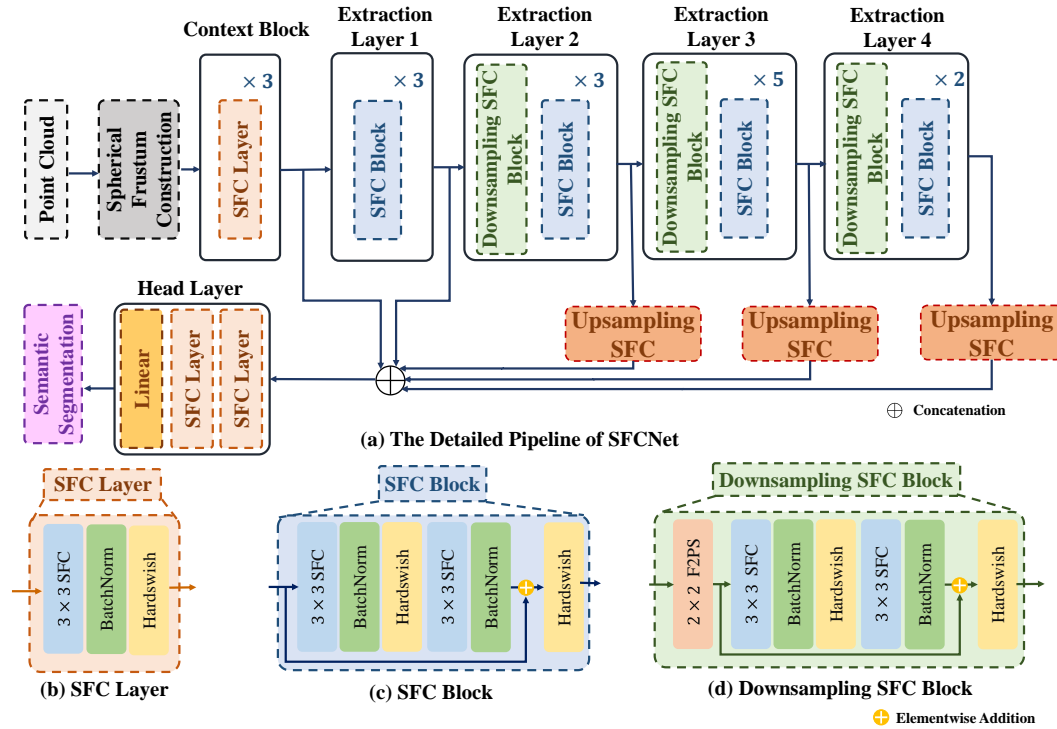 Context Block
Extraction
Layer 1
Extraction
Layer 2
Extraction
Layer 3
Extraction
Layer 4
Point Cloud
Spherical
Frustum
Construction
× 3
SFC Layer
× 3
SFC Block
× 3
Downsampling SFC
Block
SFC Block
× 5
Downsampling SFC
Block
SFC Block
× 2
Downsampling SFC
Block
SFC Block
Semantic
Segmentation
Head Layer
Linear
SFC Layer
SFC Layer
Upsampling
SFC
Upsampling
SFC
Upsampling
SFC
Concatenation
(a) The Detailed Pipeline of SFCNet
SFC Layer
3 × 3 SFC
BatchNorm
Hardswish
(b) SFC Layer
SFC Block
3 × 3 SFC
BatchNorm
Hardswish
3 × 3 SFC
BatchNorm
Hardswish
(c) SFC Block
Downsampling SFC Block
2 × 2 F2PS
3 × 3 SFC
BatchNorm
Hardswish
3 × 3 SFC
BatchNorm
Hardswish
(d) Downsampling SFC Block
Elementwise Addition